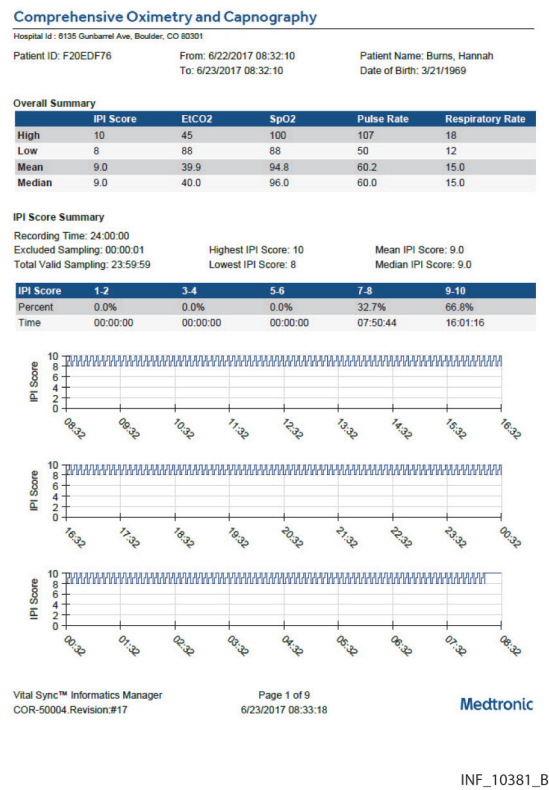 Comprehensive Oximetry and Capnography
Hospital Id : 6135 Gunbarrel Ave, Boulder, CO 80301
Patient ID: F20EDF76 From: 6/22/2017 08:32:10 Patient Name: Burns, Hannah
To: 6/23/2017 08:32:10 Date of Birth: 3/21/1969
Overall Summary
IPI Score EtCO2 SpO2 Pulse Rate Respiratory Rate
High 10 45 100 107 18
Low 8 88 88 50 12
Mean 9.0 39.9 94.8 60.2 15.0
Median 9.0 40.0 96.0 60.0 15.0
IPI Score Summary
Recording Time: 24:00:00
Excluded Sampling: 00:00:01 Highest IPI Score: 10 Mean IPI Score: 9.0
Total Valid Sampling: 23:59:59 Lowest IPI Score: 8 Median IPI Score: 9.0
IPI Score 1-2 3-4 5-6 7-8 9-10
Percent 0.0% 0.0% 0.0% 32.7% 66.8%
Time 00:00:00 00:00:00 00:00:00 07:50:44 16:01:16
IPI Score
10
8
6
4
2
0
08:32 09:32 10:32 11:32 12:32 13:32 14:32 15:32 16:32
IPI Score
10
8
6
4
2
0
16:32 17:32 18:32 19:32 20:32 21:32 22:32 23:32 00:32
IPI Score
10
8
6
4
2
0
00:32 01:32 02:32 03:32 04:32 05:32 06:32 07:32 08:32
Vital Sync™ Informatics Manager Page 1 of 9
COR-50004.Revision:#17 6/23/2017 08:33:18 Medtronic
INF_10381_B